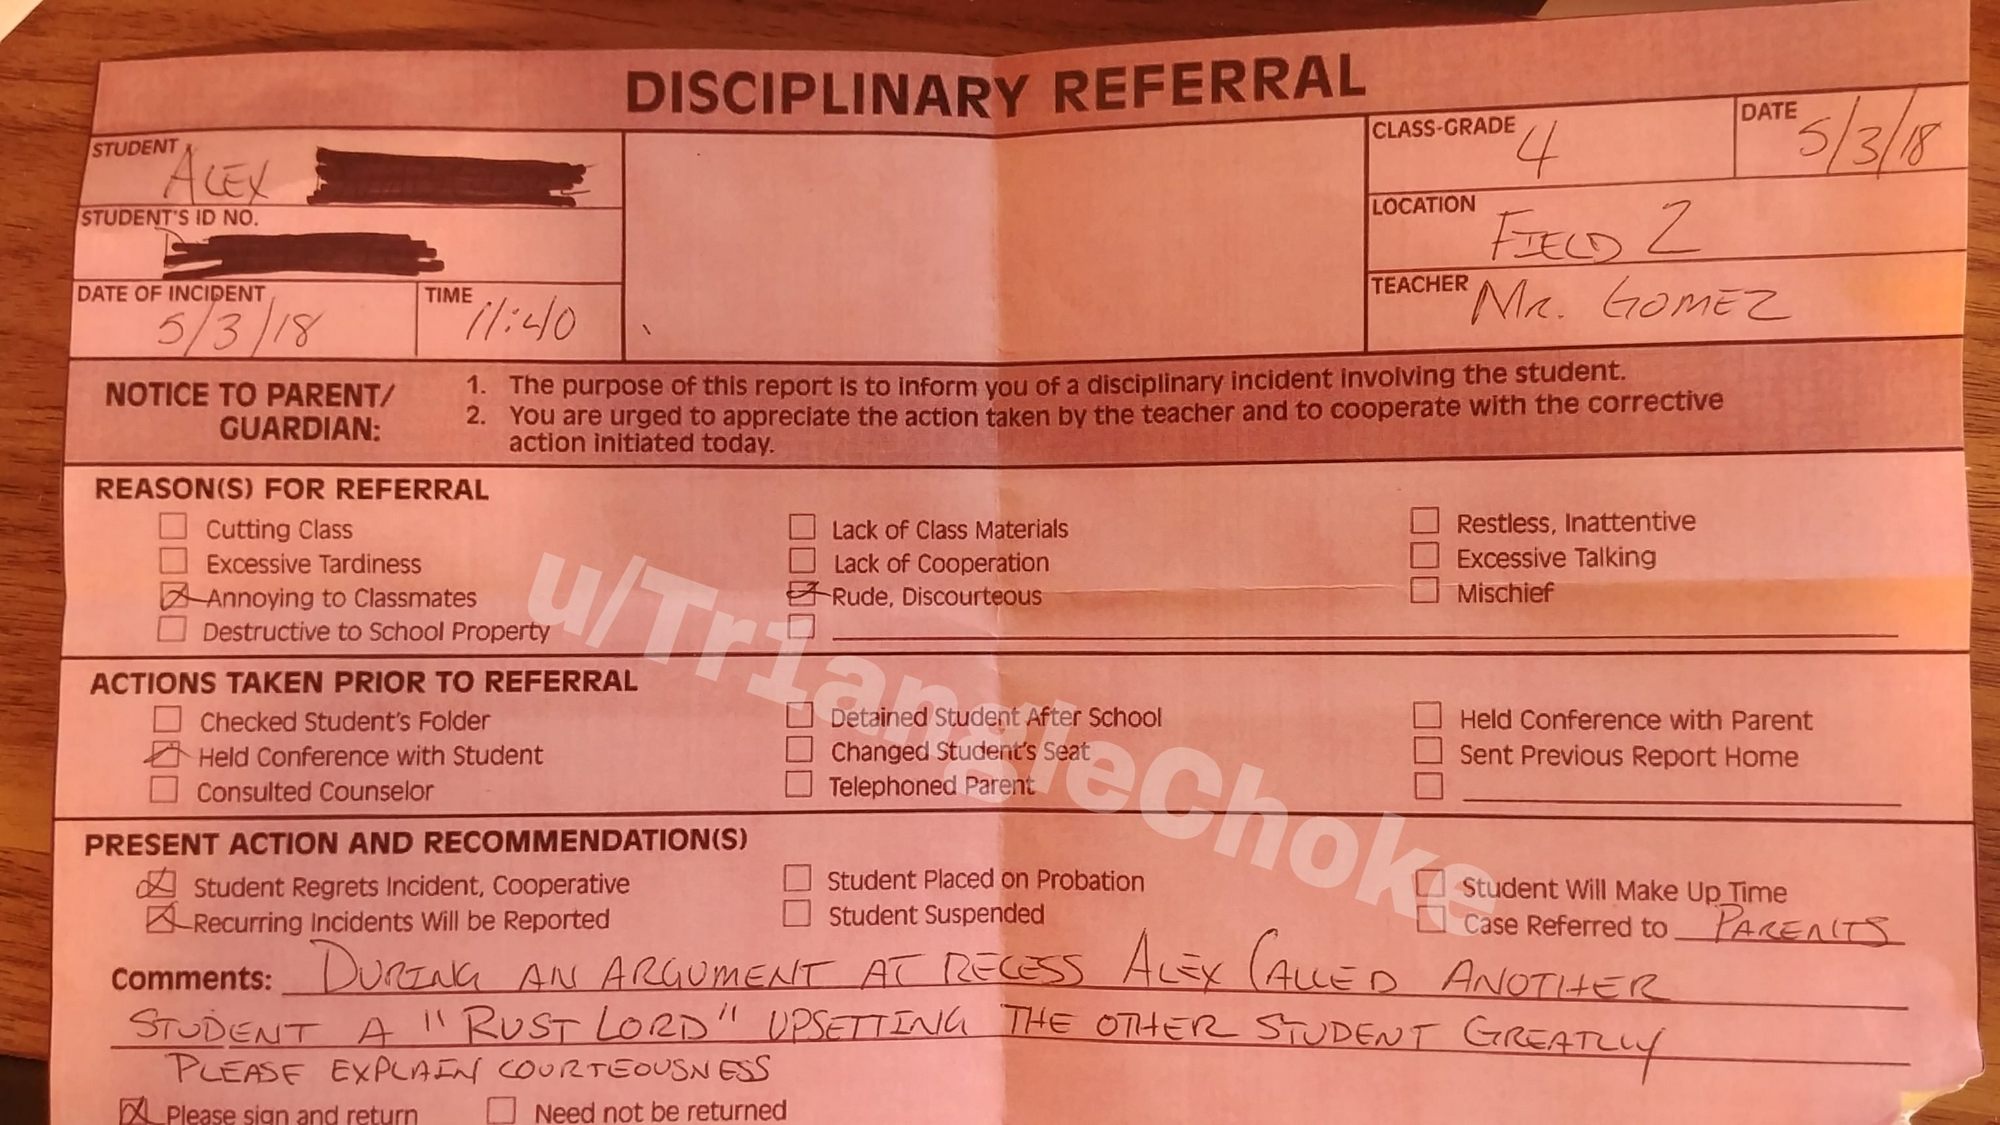 DISCIPLINARY REFERRAL
STUDENT ALEX
STUDENT'S ID NO.
DATE OF INCIDENT 5/3/18
TIME 11:40
CLASS-GRADE 4
DATE 5/3/18
LOCATION FIELD 2
TEACHER MR. GOMEZ
NOTICE TO PARENT/
GUARDIAN:
1. The purpose of this report is to inform you of a disciplinary incident involving the student.
2. You are urged to appreciate the action taken by the teacher and to cooperate with the corrective
action initiated today.
REASON(S) FOR REFERRAL
Cutting Class
Excessive Tardiness
Annoying to Classmates
Destructive to School Property
Lack of Class Materials
Lack of Cooperation
Rude, Discourteous
Restless, Inattentive
Excessive Talking
Mischief
ACTIONS TAKEN PRIOR TO REFERRAL
Checked Student's Folder
Held Conference with Student
Consulted Counselor
Detained Student After School
Changed Student's Seat
Telephoned Parent
Held Conference with Parent
Sent Previous Report Home
PRESENT ACTION AND RECOMMENDATION(S)
Student Regrets Incident, Cooperative
Recurring Incidents Will be Reported
Student Placed on Probation
Student Suspended
Student Will Make Up Time
Case Referred to PARENTS
Comments: DURING AN ARGUMENT AT RECESS ALEX CALLED ANOTHER
STUDENT A "RUST LORD" UPSETTING THE OTHER STUDENT GREATLY
PLEASE EXPLAIN COURTEOUSNESS
Please sign and return
Need not be returned
u/Tr1angleChoke